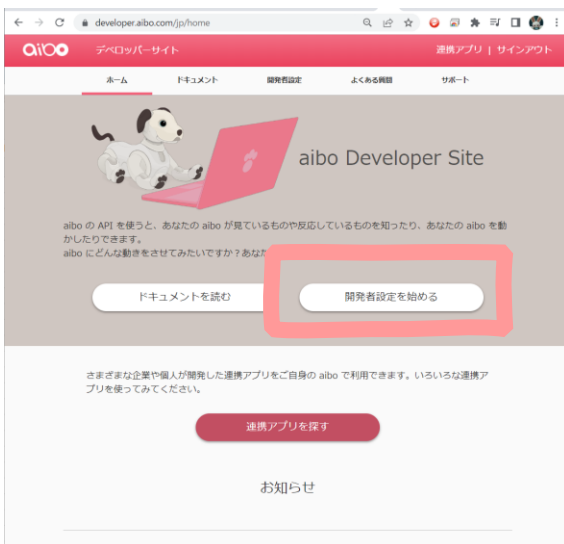 developer.aibo.com/jp/home
aibo デベロッパーサイト 連携アプリ | サインアウト
ホーム ドキュメント 開発者設定 よくある質問 サポート
aibo Developer Site
aibo の API を使うと、あなたの aibo が見ているものや反応しているものを知ったり、あなたの aibo を動
かしたりできます。
aibo にどんな動きをさせてみたいですか？あなた
ドキュメントを読む 開発者設定を始める
さまざまな企業や個人が開発した連携アプリをご自身の aibo で利用できます。いろいろな連携ア
プリを使ってみてください。
連携アプリを探す
お知らせ